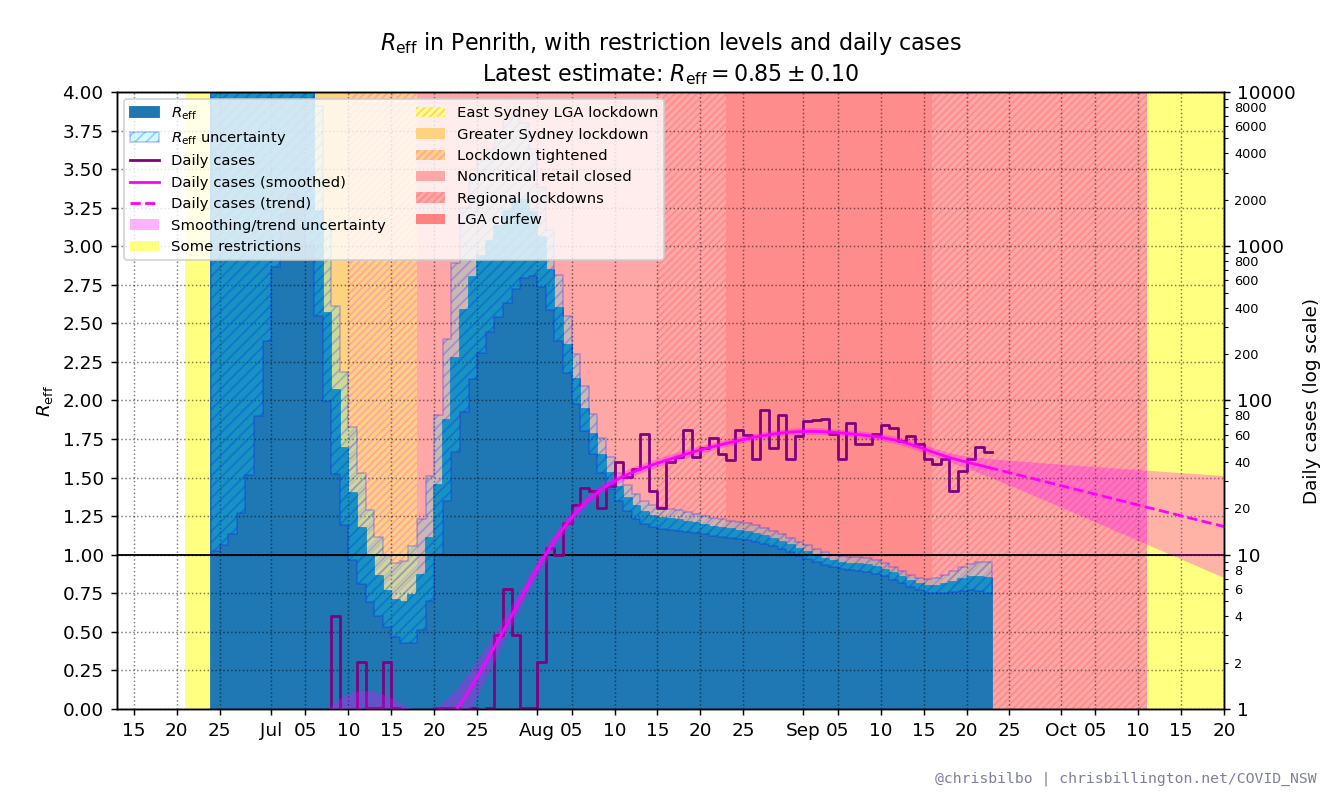 Reff in Penrith, with restriction levels and daily cases
Latest estimate: Reff = 0.85 ± 0.10
4.00
3.75
3.50
3.25
3.00
2.75
2.50
2.25
2.00
1.75
1.50
1.25
1.00
0.75
0.50
0.25
0.00
Reff
Reff
Reff uncertainty
Daily cases
Daily cases (smoothed)
Daily cases (trend)
Smoothing/trend uncertainty
Some restrictions
East Sydney LGA lockdown
Greater Sydney lockdown
Lockdown tightened
Noncritical retail closed
Regional lockdowns
LGA curfew
10000
8000
6000
4000
2000
1000
800
600
400
200
100
80
60
40
20
10
8
6
4
2
1
Daily cases (log scale)
15 20 25 Jul 05 10 15 20 25 Aug 05 10 15 20 25 Sep 05 10 15 20 25 Oct 05 10 15 20
@chrisbilbo | chrisbillington.net/COVID_NSW